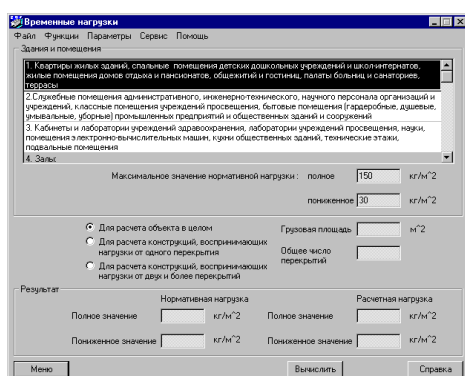 Временные нагрузки
Файл Функции Параметры Сервис Помощь
Здания и помещения
1. Квартиры жилых зданий, спальные помещения детских дошкольных учреждений и школ-интернатов,
жилые помещения домов отдыха и пансионатов, общежитий и гостиниц, палаты больниц и санаториев,
террасы
2.Служебные помещения административного, инженерно-технического, научного персонала организаций и
учреждений, классные помещения учреждений просвещения, бытовые помещения (гардеробные, душевые,
умывальные, уборные) промышленных предприятий и общественных зданий и сооружений
3. Кабинеты и лаборатории учреждений здравоохранения, лаборатории учреждений просвещения, науки,
помещения электронно-вычислительных машин, кухни общественных зданий, технические этажи,
подвальные помещения
4. Залы:
Максимальное значение нормативной нагрузки : полное 150 кг/м^2
пониженное 30 кг/м^2
Для расчета объекта в целом
Грузовая площадь м^2
Для расчета конструкций, воспринимающих
нагрузки от одного перекрытия
Общее число
перекрытий
Для расчета конструкций, воспринимающих
нагрузки от двух и более перекрытий
Результат
Нормативная нагрузка Расчетная нагрузка
Полное значение кг/м^2 Полное значение кг/м^2
Пониженное значение кг/м^2 Пониженное значение кг/м^2
Меню Вычислить Справка